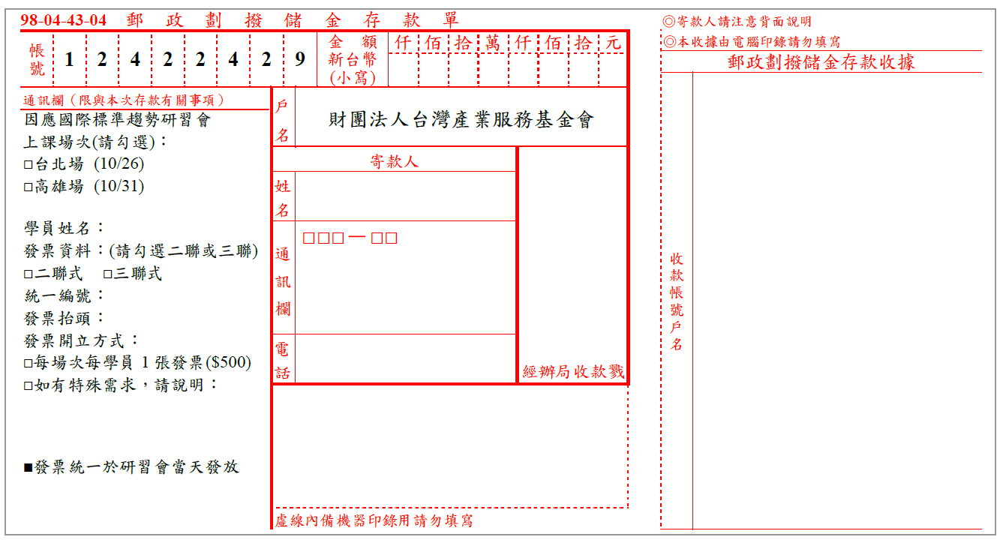 98-04-43-04 郵政劃撥儲金存款單
◎寄款人請注意背面說明
◎本收據由電腦印錄請勿填寫
帳號
1 2 4 2 2 4 2 9
金額
新台幣
(小寫)
仟 佰 拾 萬 仟 佰 拾 元
郵政劃撥儲金存款收據
通訊欄（限與本次存款有關事項）
因應國際標準趨勢研習會
上課場次(請勾選)：
□台北場 (10/26)
□高雄場 (10/31)
學員姓名：
發票資料：(請勾選二聯或三聯)
□二聯式 □三聯式
統一編號：
發票抬頭：
發票開立方式：
□每場次每學員 1 張發票($500)
□如有特殊需求，請說明：
■發票統一於研習會當天發放
戶名
財團法人台灣產業服務基金會
寄款人
姓名
通訊欄
□□□—□□
電話
經辦局收款戳
虛線內備機器印錄用請勿填寫
收款帳號戶名